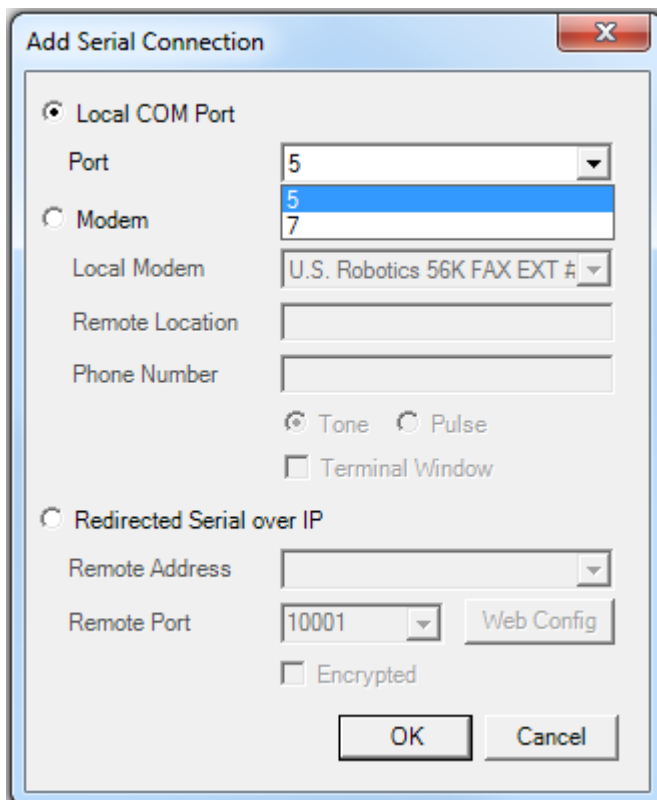 Add Serial Connection
Local COM Port
Port 5
5
7
Modem
Local Modem U.S. Robotics 56K FAX EXT #
Remote Location
Phone Number
Tone Pulse
Terminal Window
Redirected Serial over IP
Remote Address
Remote Port 10001 Web Config
Encrypted
OK Cancel